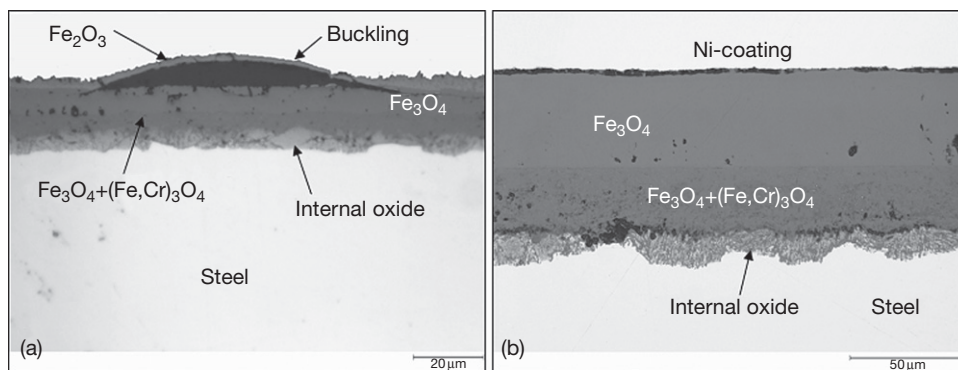 Fe₂O₃
Buckling
Fe₃O₄
Fe₃O₄+(Fe,Cr)₃O₄
Internal oxide
Steel
(a)
20 μm
Ni-coating
Fe₃O₄
Fe₃O₄+(Fe,Cr)₃O₄
Internal oxide
Steel
(b)
50 μm